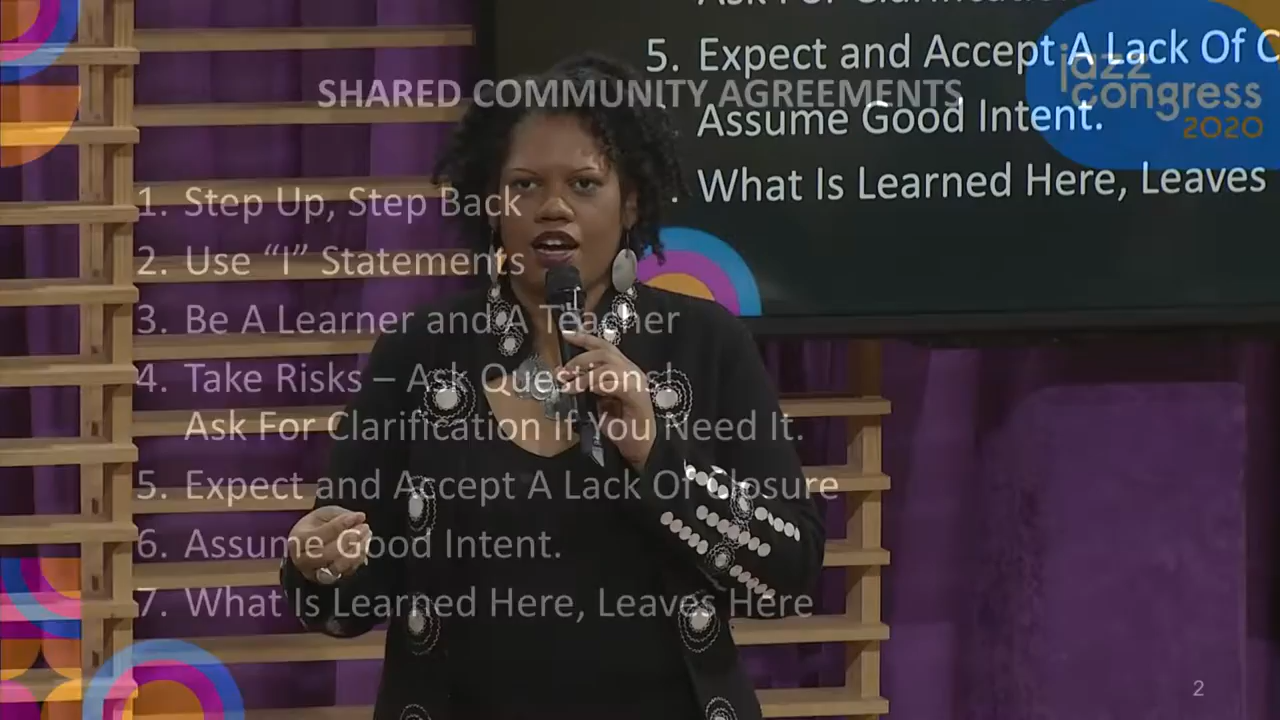 Ask For Clarification
5. Expect and Accept A Lack Of C
. Assume Good Intent.
. What Is Learned Here, Leaves
jazz
congress
2020
SHARED COMMUNITY AGREEMENTS
1. Step Up, Step Back
2. Use “I” Statements
3. Be A Learner and A Teacher
4. Take Risks – Ask Questions!
Ask For Clarification If You Need It.
5. Expect and Accept A Lack Of Closure
6. Assume Good Intent.
7. What Is Learned Here, Leaves Here
2